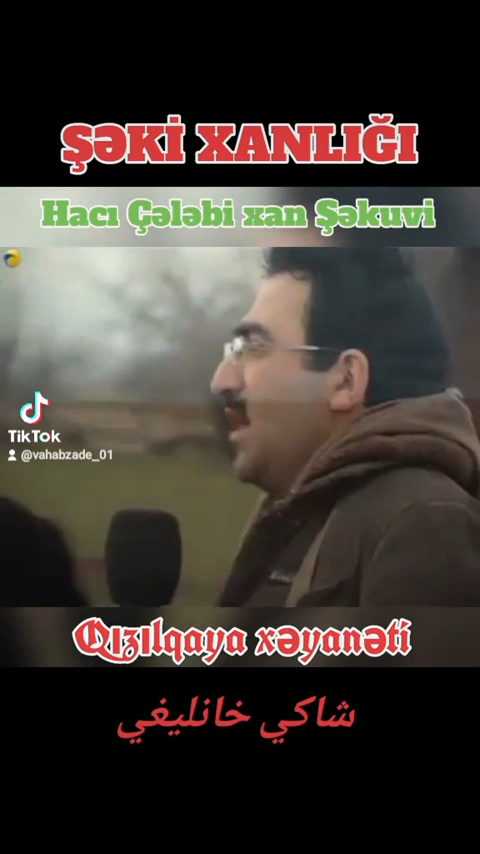 ŞƏKİ XANLIĞI
Hacı Çələbi xan Şəkuvi
TikTok
@vahabzade_01
Qızılqaya xəyanəti
شاكي خانليغي